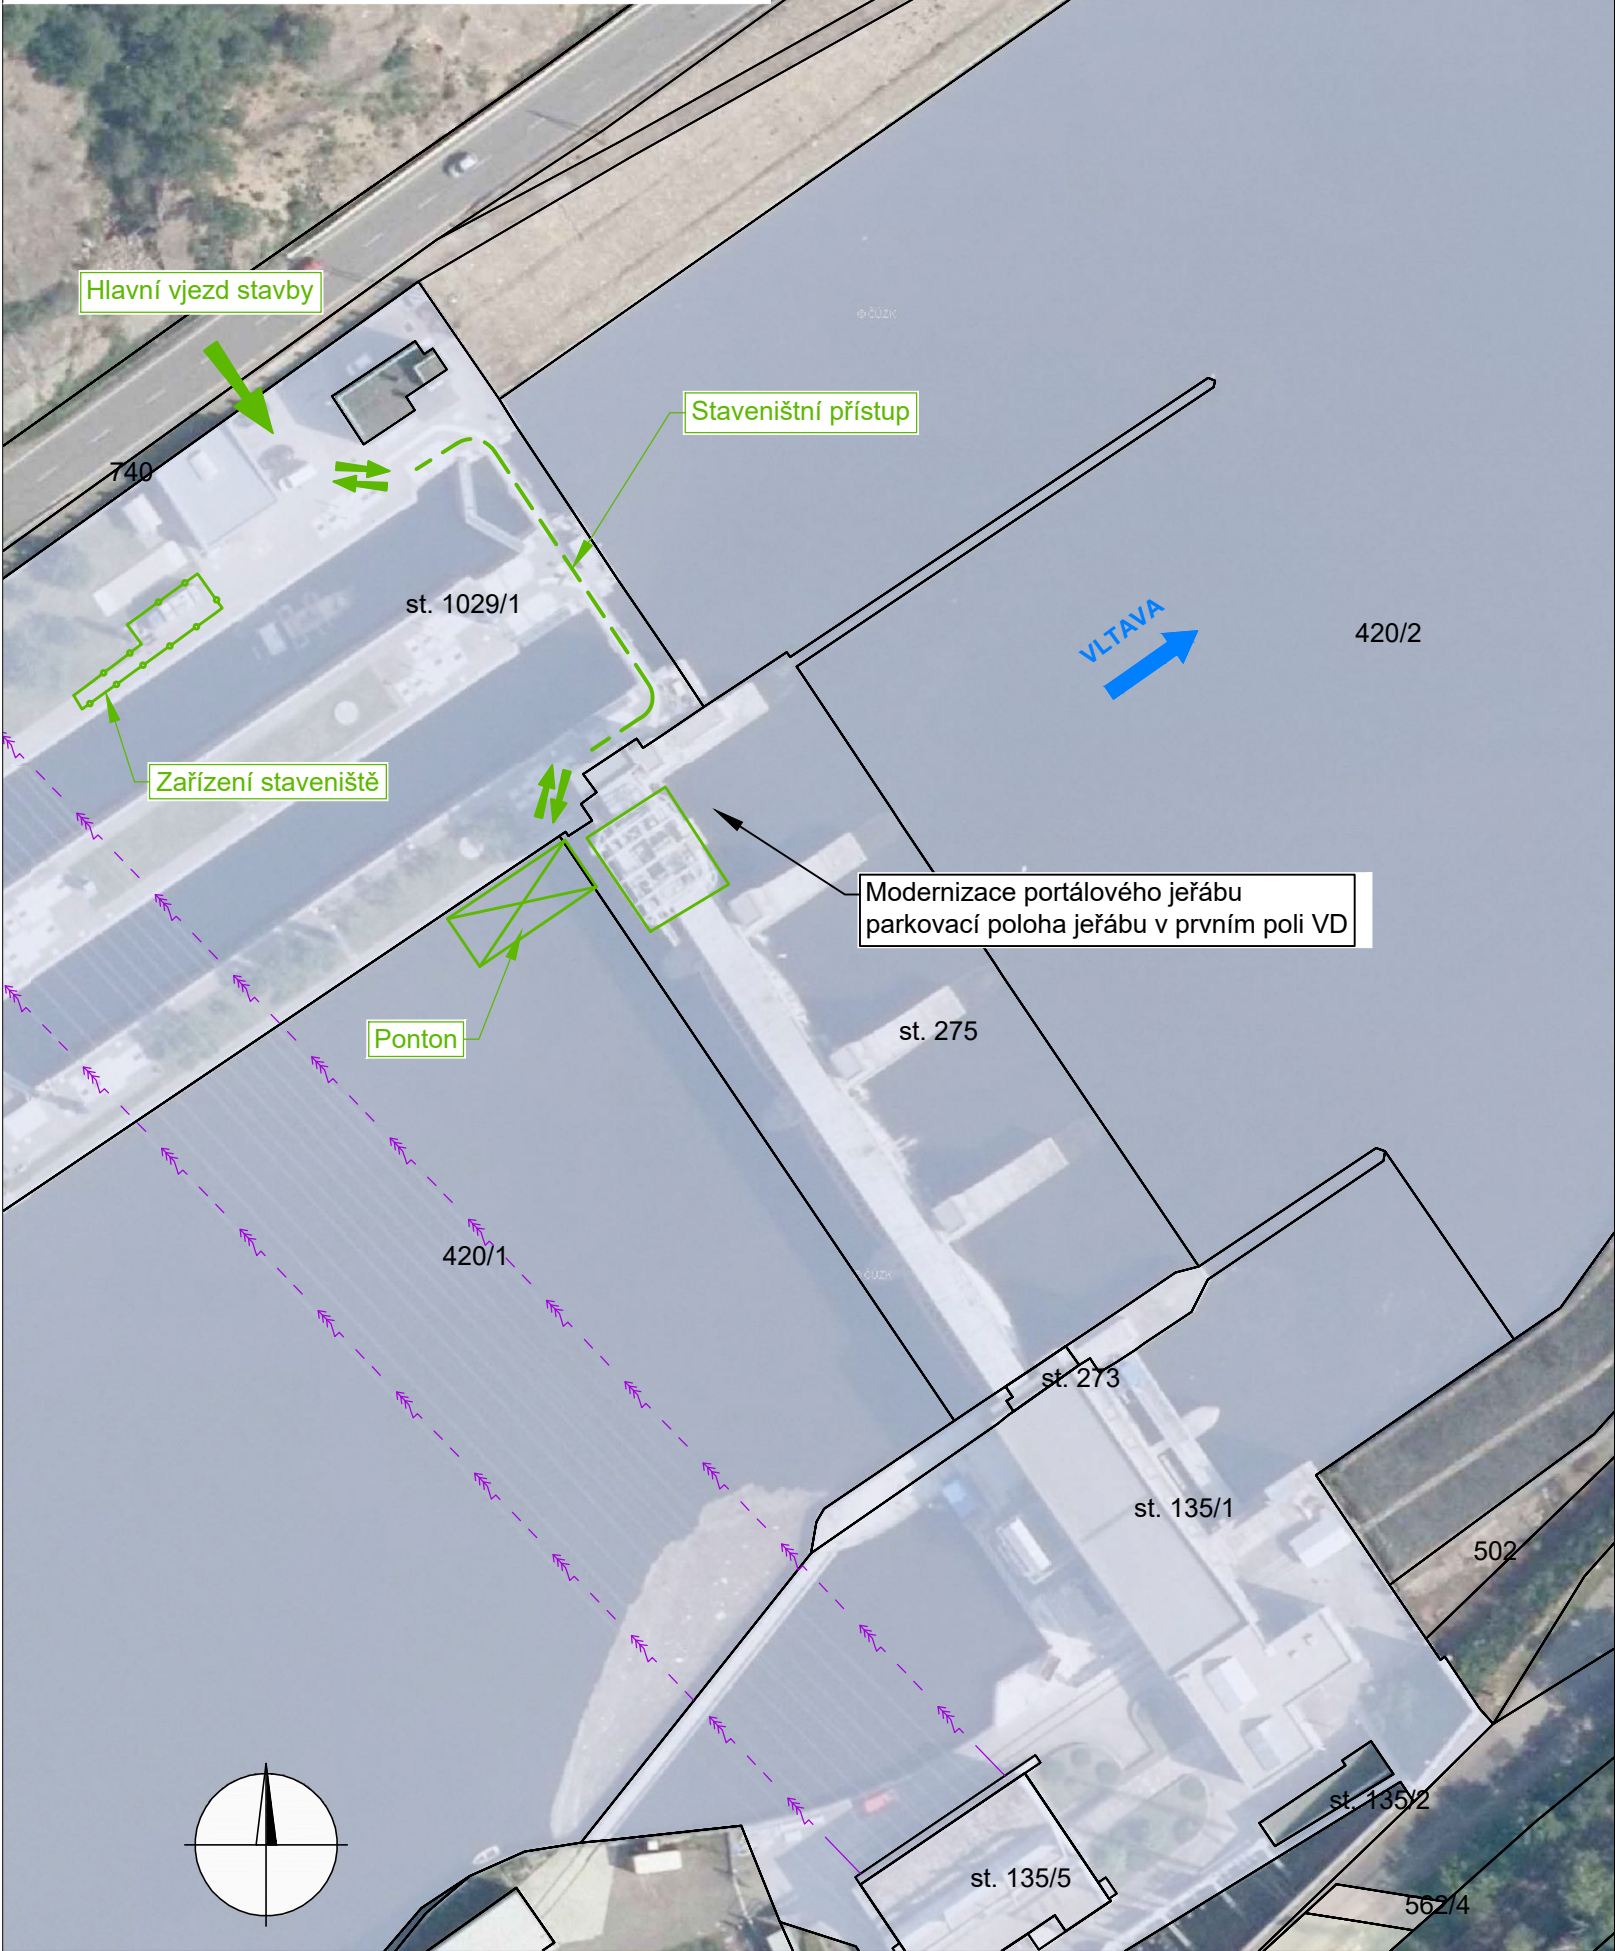 Hlavní vjezd stavby
©ČÚZK
Staveništní přístup
740
st. 1029/1
VLTAVA
420/2
Zařízení staveniště
Modernizace portálového jeřábu
parkovací poloha jeřábu v prvním poli VD
Ponton
st. 275
420/1
©ČÚZK
st. 273
st. 135/1
502
st. 135/2
st. 135/5
562/4